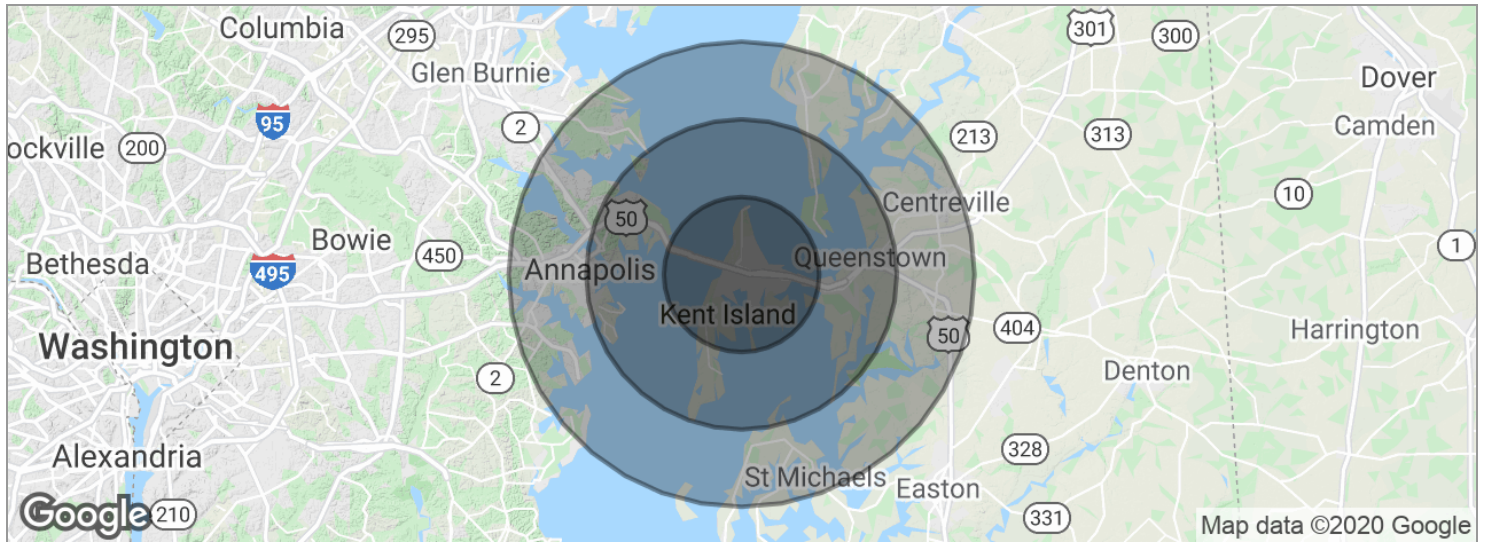 Columbia
295
301
300
Glen Burnie
Dover
95
2
213
313
Camden
ockville
200
10
Centreville
50
Bowie
450
1
Queenstown
Bethesda
495
Annapolis
Kent Island
404
Harrington
50
Washington
Denton
2
328
Alexandria
St Michaels
Easton
Google
210
331
Map data ©2020 Google